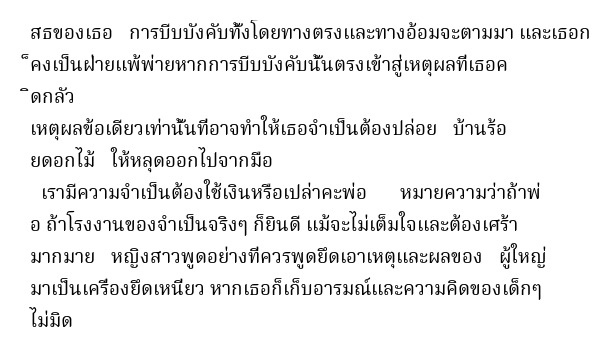 สธของเธอ การบีบบังคับทั้งโดยทางตรงและทางอ้อมจะตามมา และเธอก
็คงเป็นฝ่ายแพ้พ่ายหากการบีบบังคับนั้นตรงเข้าสู่เหตุผลที่เธอค
ิดกลัว
เหตุผลข้อเดียวเท่านั้นที่อาจทำให้เธอจำเป็นต้องปล่อย บ้านร้อ
ยดอกไม้ ให้หลุดออกไปจากมือ
เรามีความจำเป็นต้องใช้เงินหรือเปล่าคะพ่อ หมายความว่าถ้าพ่
อ ถ้าโรงงานของจำเป็นจริงๆ ก็ยินดี แม้จะไม่เต็มใจและต้องเศร้า
มากมาย หญิงสาวพูดอย่างที่ควรพูดยึดเอาเหตุและผลของ ผู้ใหญ่
มาเป็นเครื่องยึดเหนี่ยว หากเธอก็เก็บอารมณ์และความคิดของเด็กๆ
ไม่มิด